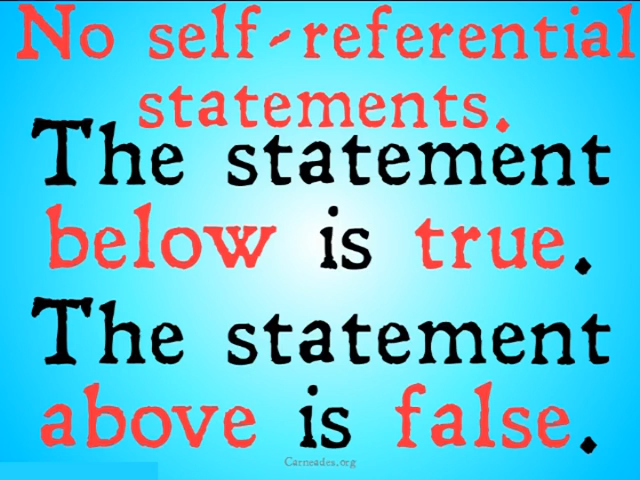 No self-referential
statements.
The statement
below is true.
The statement
above is false.
Carneades.org